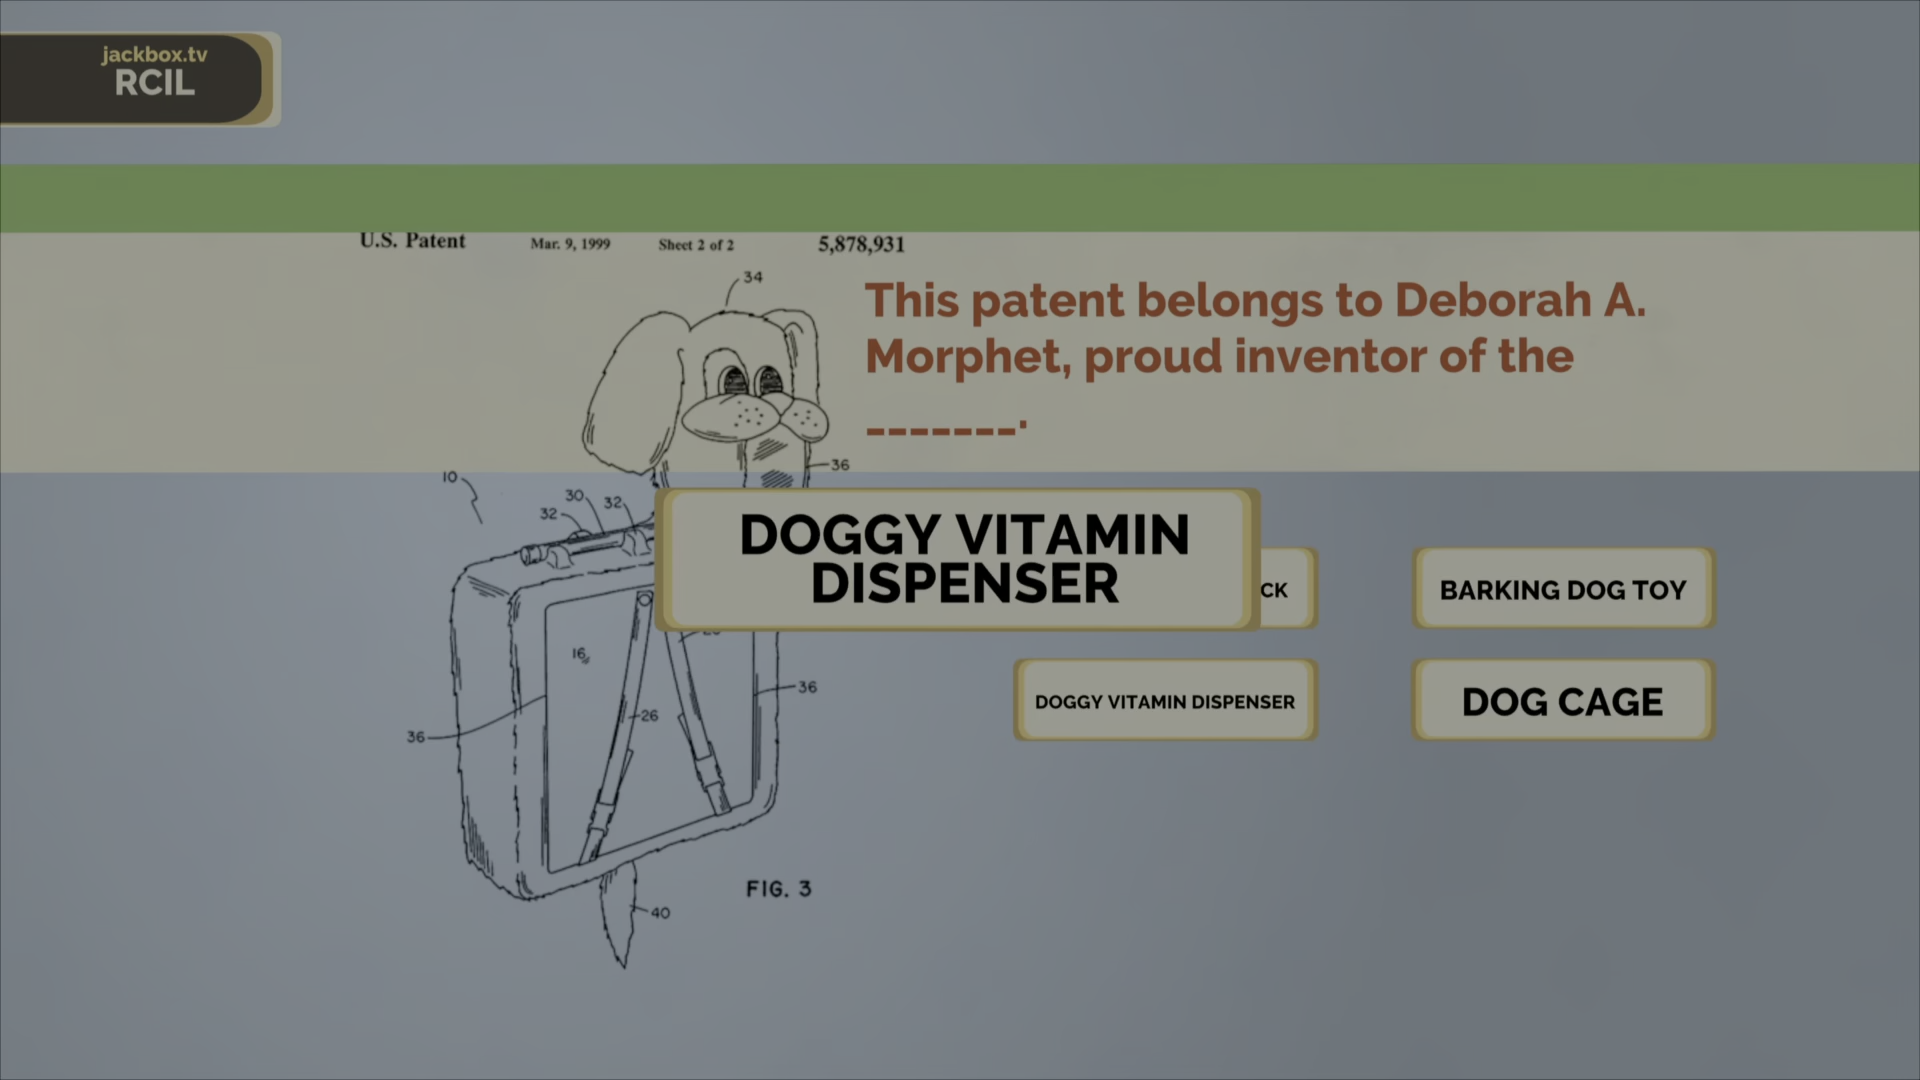 jackbox.tv
RCIL
U.S. Patent Mar. 9, 1999 Sheet 2 of 2 5,878,931
This patent belongs to Deborah A.
Morphet, proud inventor of the
_______.
34
36
10
30
32
32
DOGGY VITAMIN
DISPENSER
CK
BARKING DOG TOY
16
36
26
36
DOGGY VITAMIN DISPENSER
DOG CAGE
FIG. 3
40